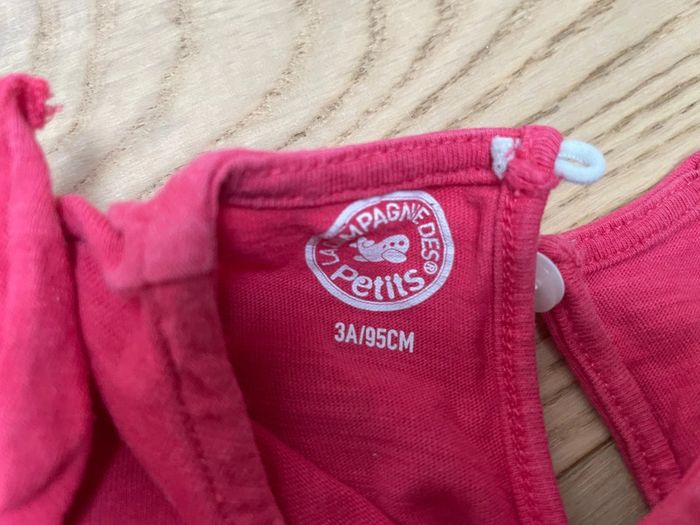 LA COMPAGNIE DES®
Petits
3A/95CM